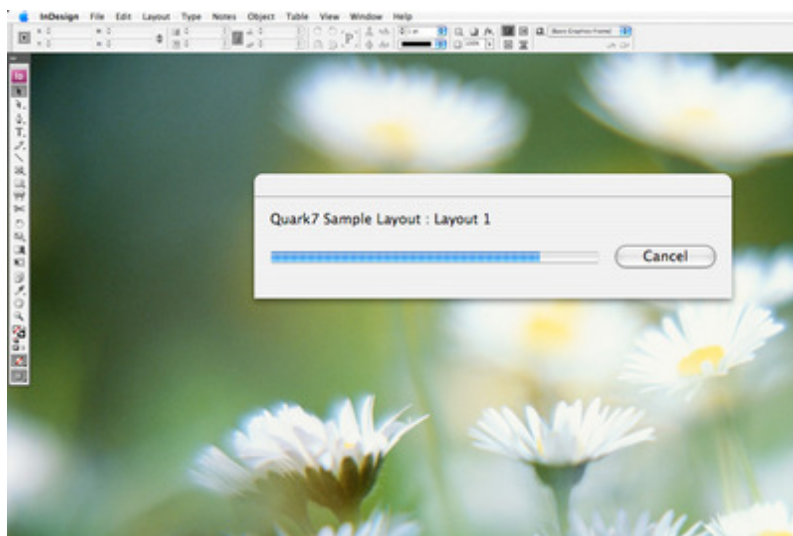 InDesign File Edit Layout Type Notes Object Table View Window Help
Quark7 Sample Layout : Layout 1
Cancel